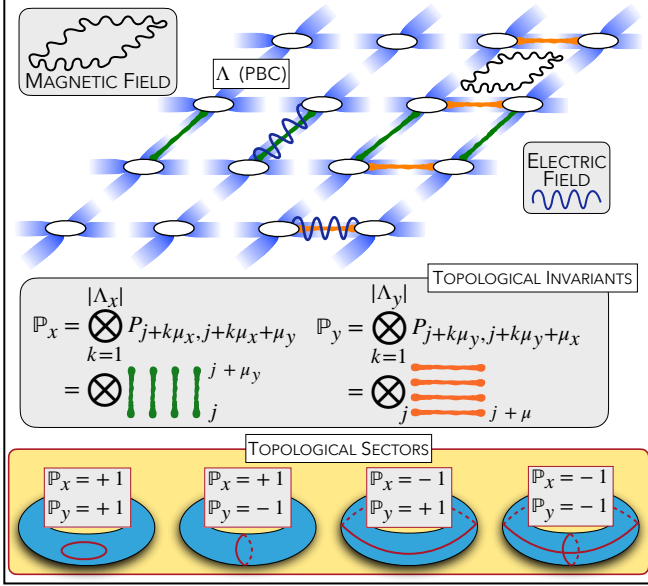 MAGNETIC FIELD
Λ (PBC)
ELECTRIC
FIELD
TOPOLOGICAL INVARIANTS
ℙ_x = ⨂_{k=1}^{|Λ_x|} P_{j+kμ_x, j+kμ_x+μ_y}
= ⨂ j + μ_y
j
ℙ_y = ⨂_{k=1}^{|Λ_y|} P_{j+kμ_y, j+kμ_y+μ_x}
= ⨂ j j + μ
TOPOLOGICAL SECTORS
ℙ_x = + 1
ℙ_y = + 1
ℙ_x = + 1
ℙ_y = − 1
ℙ_x = − 1
ℙ_y = + 1
ℙ_x = − 1
ℙ_y = − 1